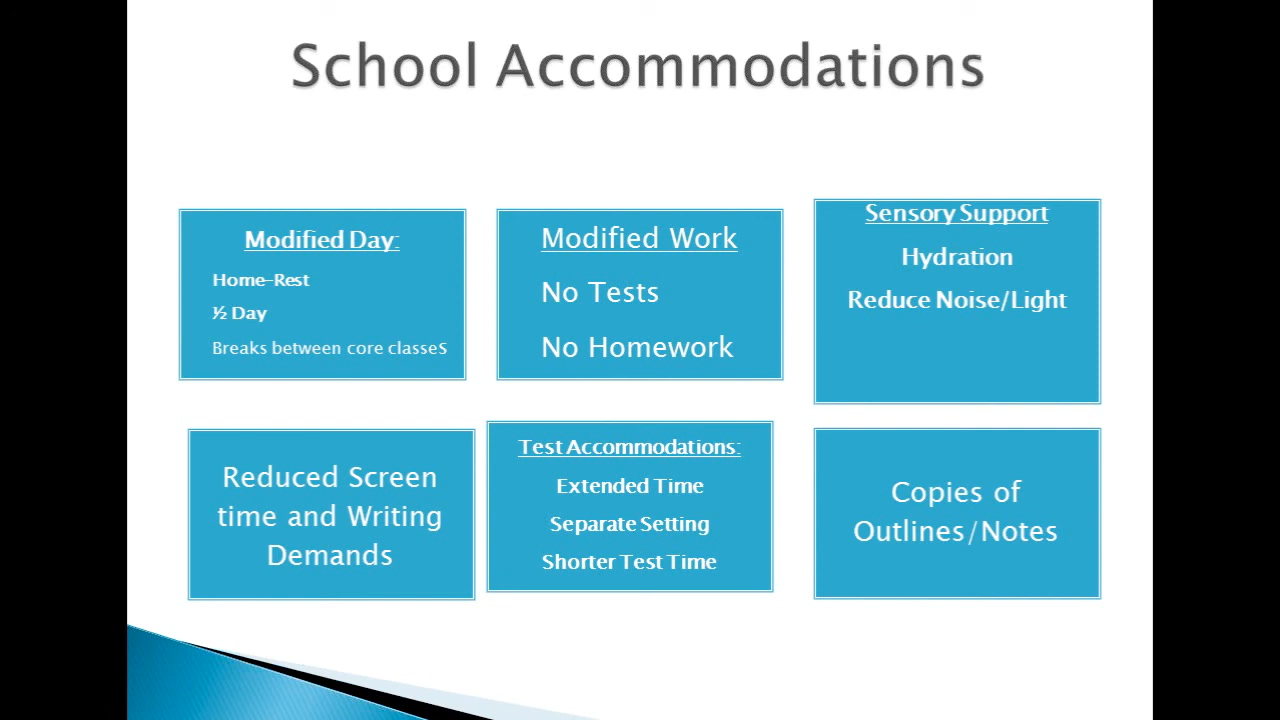 School Accommodations
Modified Day:
Home-Rest
½ Day
Breaks between core classes
Modified Work
No Tests
No Homework
Sensory Support
Hydration
Reduce Noise/Light
Reduced Screen
time and Writing
Demands
Test Accommodations:
Extended Time
Separate Setting
Shorter Test Time
Copies of
Outlines/Notes